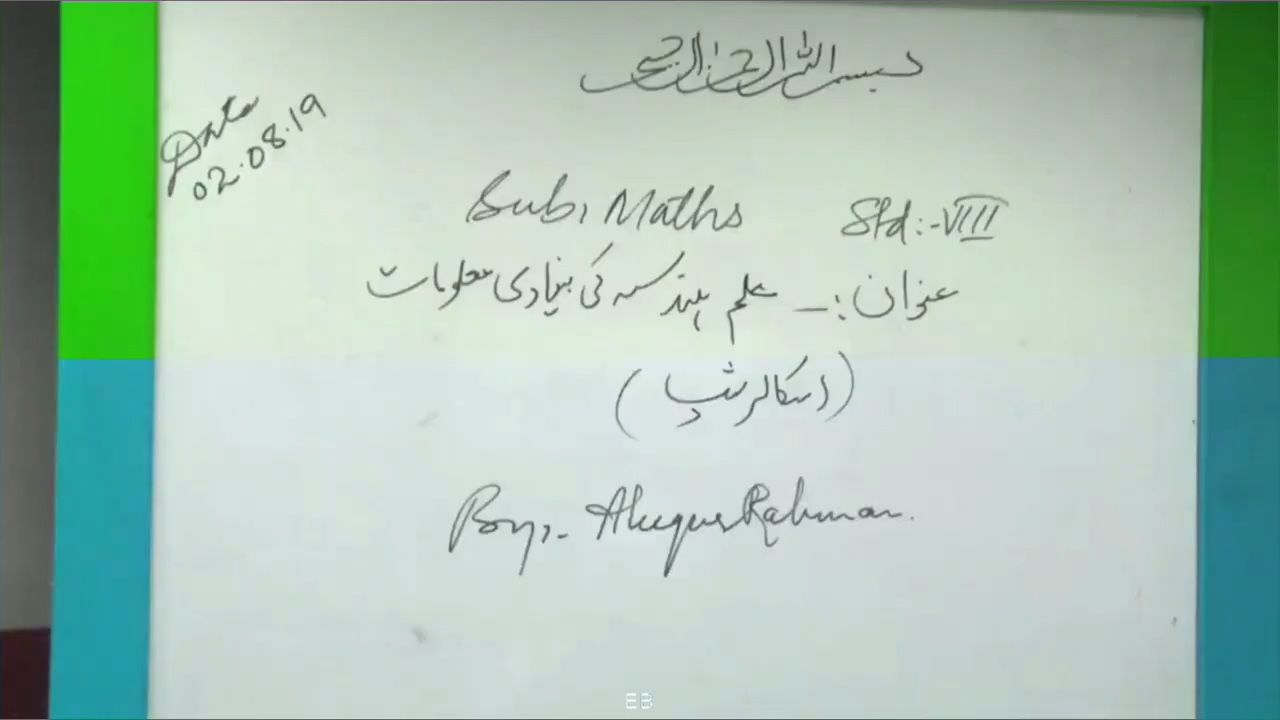 بسم اللہ الرحمن الرحیم
Date
02.08.19
Sub, Maths Std:-VIII
عنوان :- علم ہندسہ کی بنیادی معلومات
(اسکالرشپ)
By:- Rahman.
EB